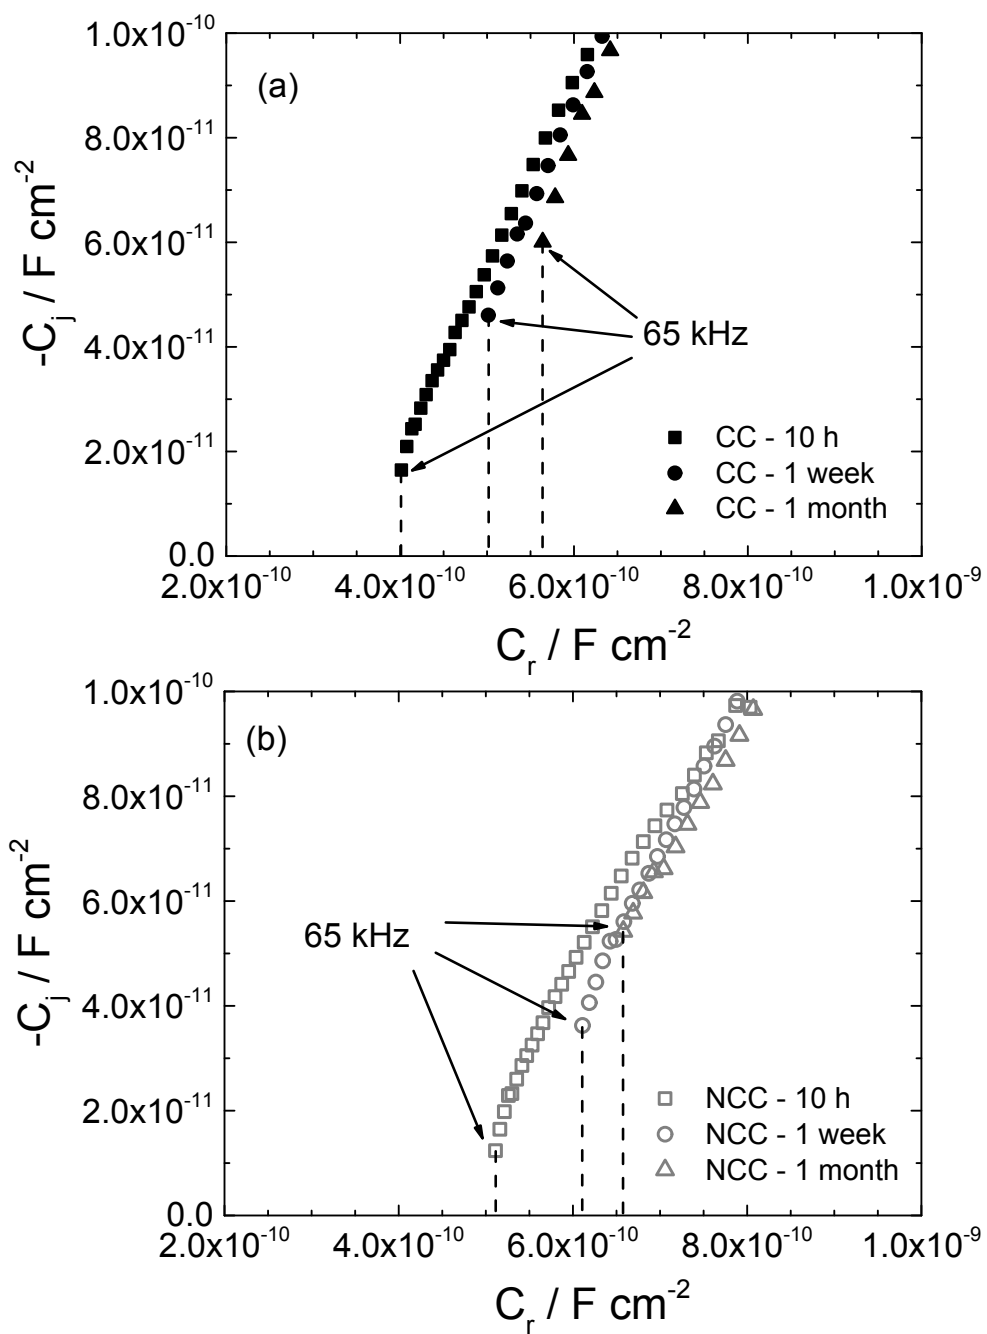 1.0x10⁻¹⁰
(a)
8.0x10⁻¹¹
6.0x10⁻¹¹
-Cⱼ / F cm⁻²
65 kHz
4.0x10⁻¹¹
CC - 10 h
2.0x10⁻¹¹
CC - 1 week
CC - 1 month
0.0
2.0x10⁻¹⁰ 4.0x10⁻¹⁰ 6.0x10⁻¹⁰ 8.0x10⁻¹⁰ 1.0x10⁻⁹
Cᵣ / F cm⁻²
1.0x10⁻¹⁰
(b)
8.0x10⁻¹¹
6.0x10⁻¹¹
65 kHz
-Cⱼ / F cm⁻²
4.0x10⁻¹¹
2.0x10⁻¹¹
NCC - 10 h
NCC - 1 week
NCC - 1 month
0.0
2.0x10⁻¹⁰ 4.0x10⁻¹⁰ 6.0x10⁻¹⁰ 8.0x10⁻¹⁰ 1.0x10⁻⁹
Cᵣ / F cm⁻²